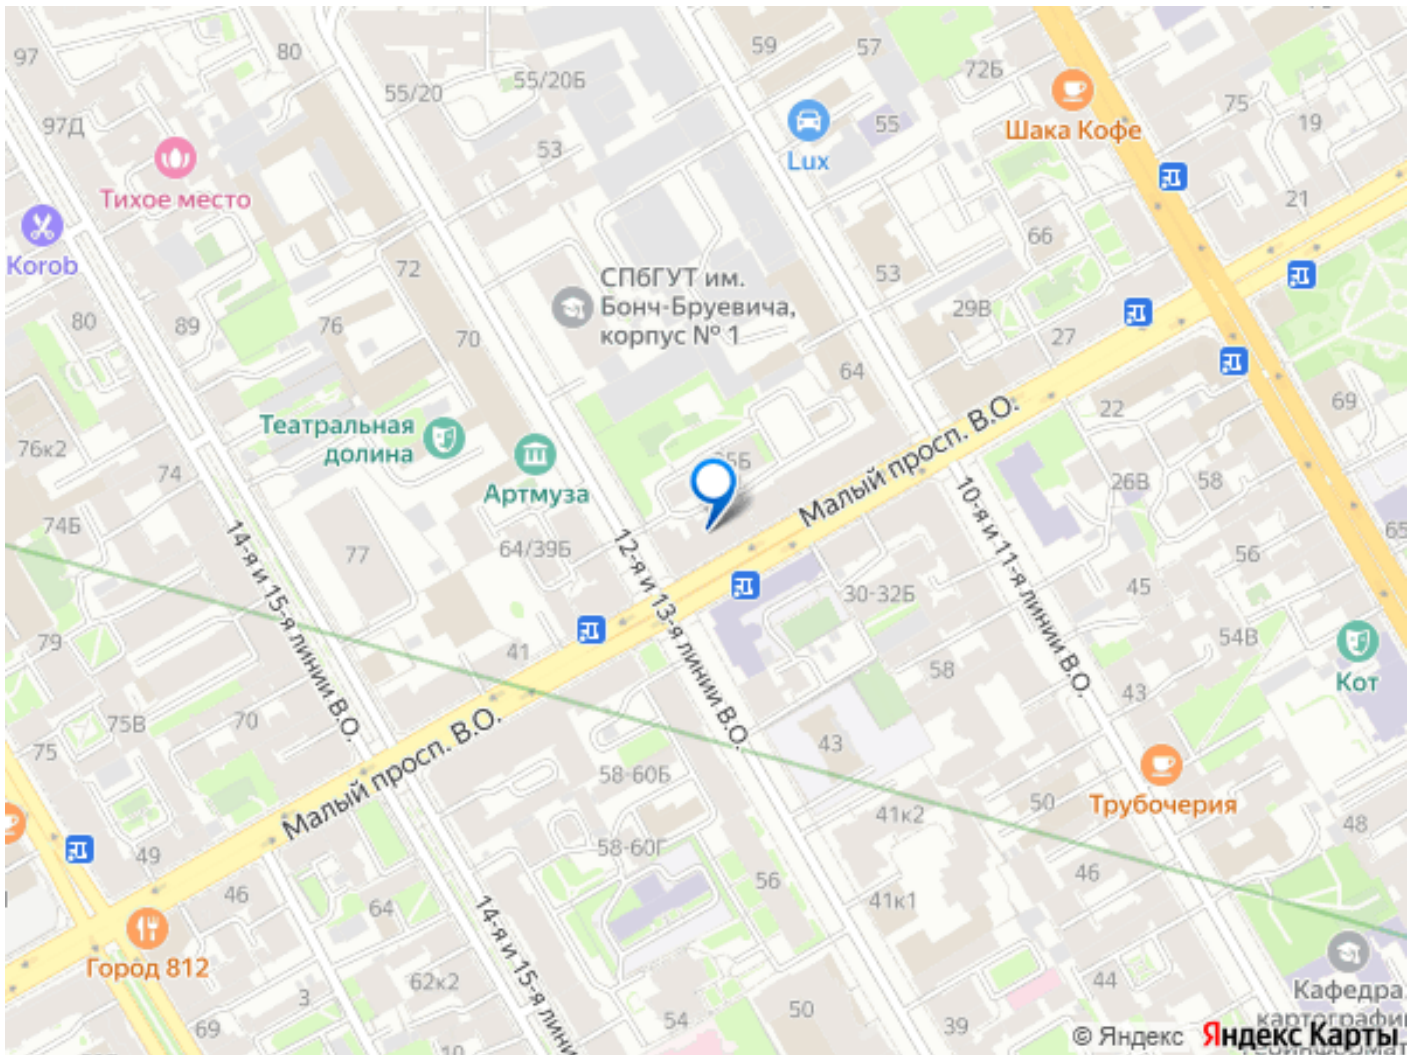 97
80
59
57
72Б
55/20Б
55/20
Шака Кофе
75
19
97Д
53
55
Lux
Тихое место
21
66
Korob
72
СПбГУТ им.
Бонч-Бруевича,
корпус № 1
53
29В
80
89
76
70
27
64
22
69
Театральная
долина
76к2
74
Артмуза
Малый просп. В.О.
26В
58
74Б
77
64/39Б
14-я и 15-я линии В.О.
12-я и 13-я линии В.О.
10-я и 11-я линии В.О.
65
56
45
30-32Б
79
41
58
54В
Кот
43
75В
70
75
43
Малый просп. В.О.
58-60Б
Трубочерия
50
41к2
48
49
58-60Г
46
46
64
56
41к1
14-я и 15-я линии В.О.
Город 812
62к2
44
3
Кафедра
картографии
69
54
50
39
© Яндекс Яндекс Карты